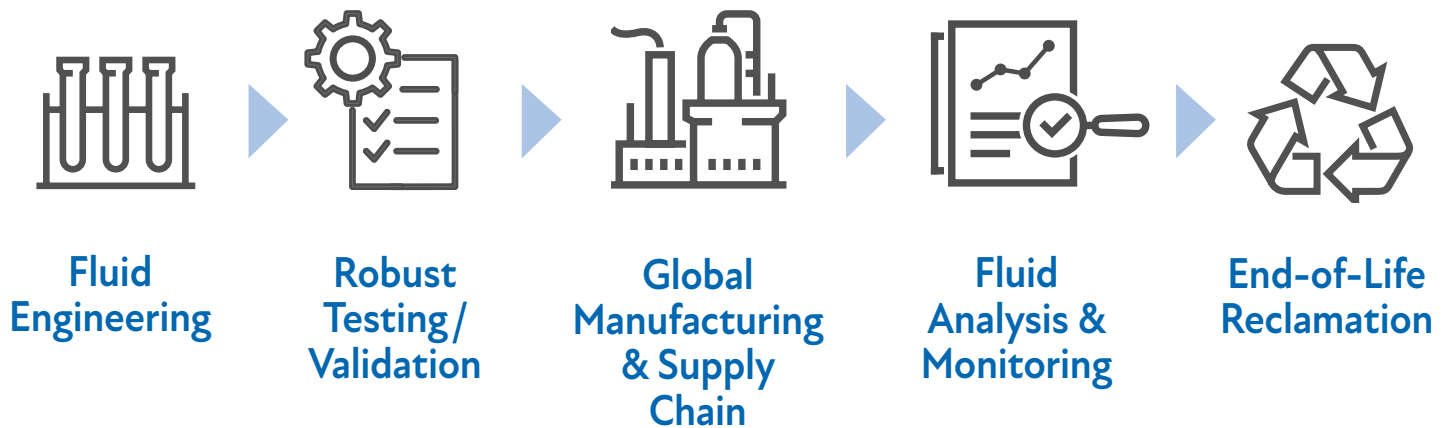 Fluid
Engineering
Robust
Testing/
Validation
Global
Manufacturing
& Supply
Chain
Fluid
Analysis &
Monitoring
End-of-Life
Reclamation